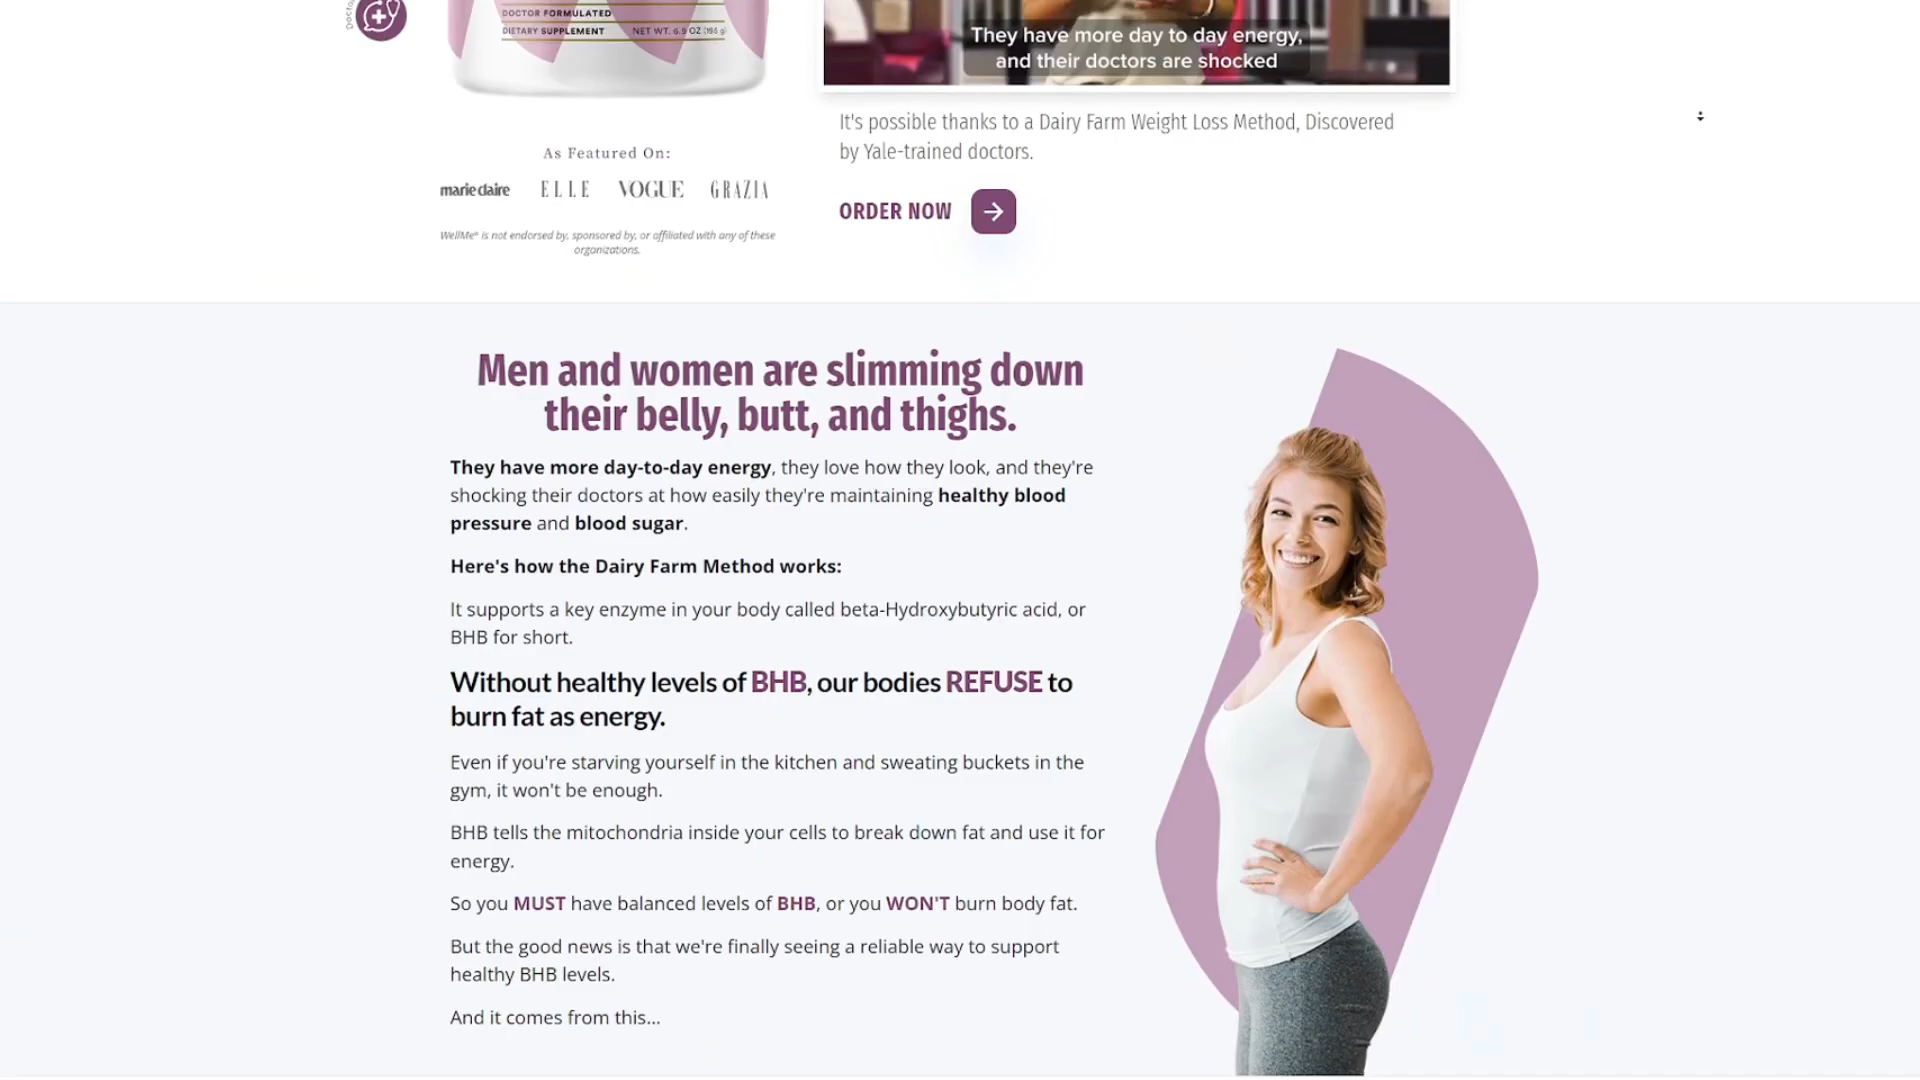 DOCTOR FORMULATED
DIETARY SUPPLEMENT NET WT. 6.9 OZ (195 g)
They have more day to day energy,
and their doctors are shocked
It's possible thanks to a Dairy Farm Weight Loss Method, Discovered
by Yale-trained doctors.
As Featured On:
marie claire ELLE VOGUE GRAZIA
ORDER NOW
WellMe® is not endorsed by, sponsored by, or affiliated with any of these
organizations.
Men and women are slimming down
their belly, butt, and thighs.
They have more day-to-day energy, they love how they look, and they're
shocking their doctors at how easily they're maintaining healthy blood
pressure and blood sugar.
Here's how the Dairy Farm Method works:
It supports a key enzyme in your body called beta-Hydroxybutyric acid, or
BHB for short.
Without healthy levels of BHB, our bodies REFUSE to
burn fat as energy.
Even if you're starving yourself in the kitchen and sweating buckets in the
gym, it won't be enough.
BHB tells the mitochondria inside your cells to break down fat and use it for
energy.
So you MUST have balanced levels of BHB, or you WON'T burn body fat.
But the good news is that we're finally seeing a reliable way to support
healthy BHB levels.
And it comes from this...